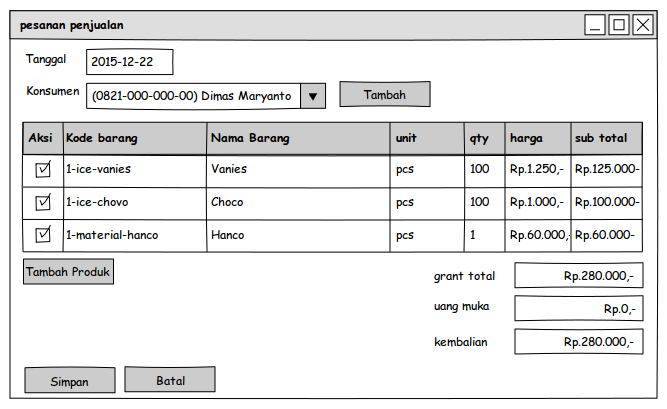 pesanan penjualan
Tanggal 2015-12-22
Konsumen (0821-000-000-00) Dimas Maryanto Tambah
Aksi Kode barang Nama Barang unit qty harga sub total
1-ice-vanies Vanies pcs 100 Rp.1.250,- Rp.125.000-
1-ice-chovo Choco pcs 100 Rp.1.000,- Rp.100.000-
1-material-hanco Hanco pcs 1 Rp.60.000,- Rp.60.000-
Tambah Produk
grant total Rp.280.000,-
uang muka Rp.0,-
kembalian Rp.280.000,-
Simpan Batal